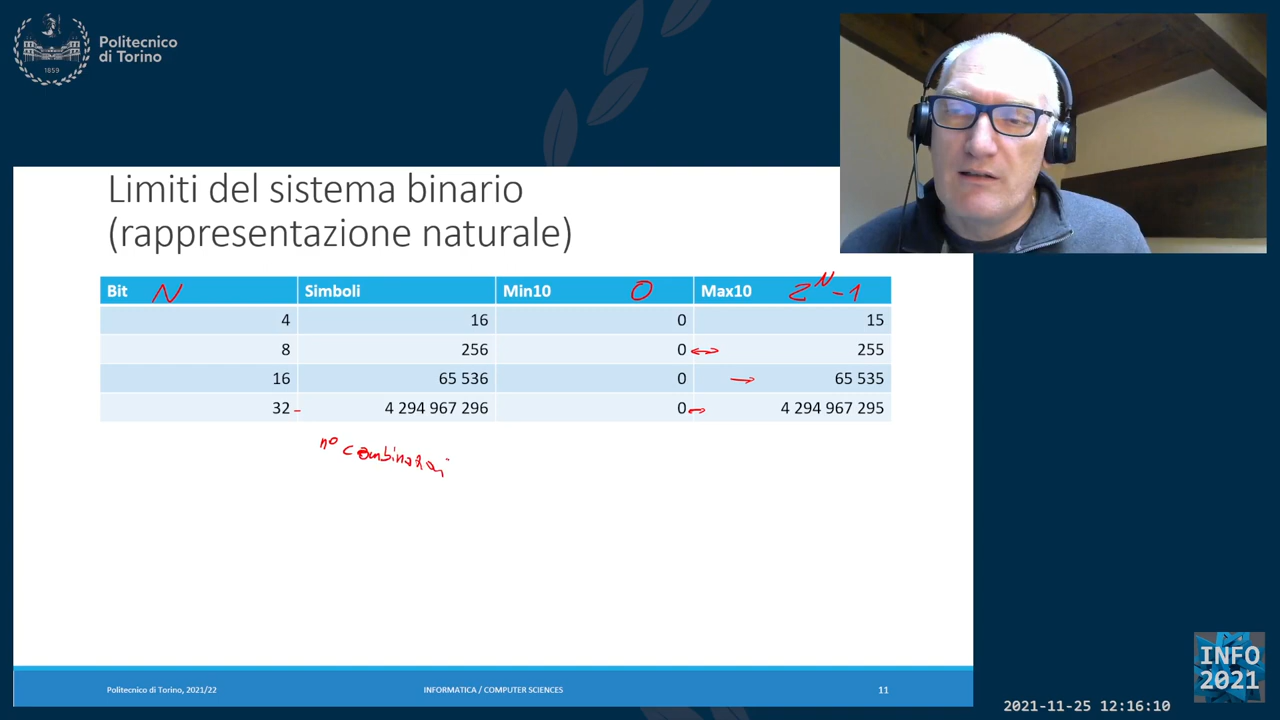 Politecnico
di Torino
1859
Limiti del sistema binario
(rappresentazione naturale)
Bit N Simboli Min10 0 Max10 2^N-1
4 16 0 15
8 256 0 255
16 65 536 0 65 535
32 4 294 967 296 0 4 294 967 295
n° combinazioni
Politecnico di Torino, 2021/22 INFORMATICA / COMPUTER SCIENCES 11
INFO
2021
2021-11-25 12:16:10